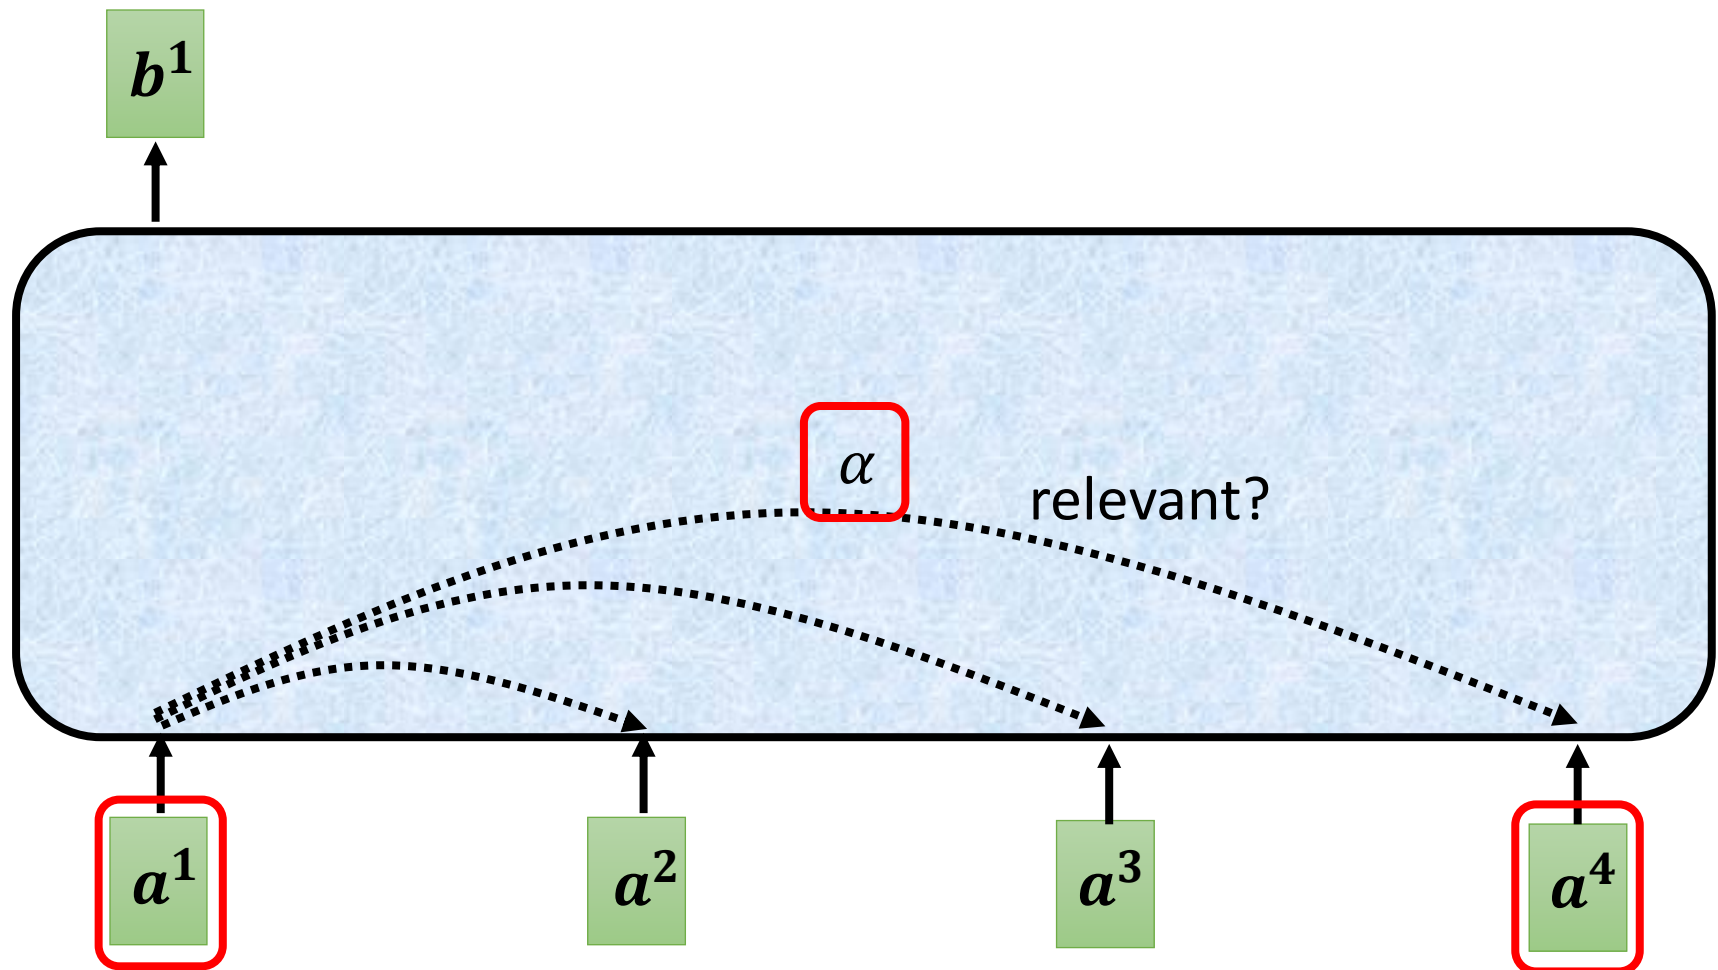 b¹
α
relevant?
a¹ a² a³ a⁴